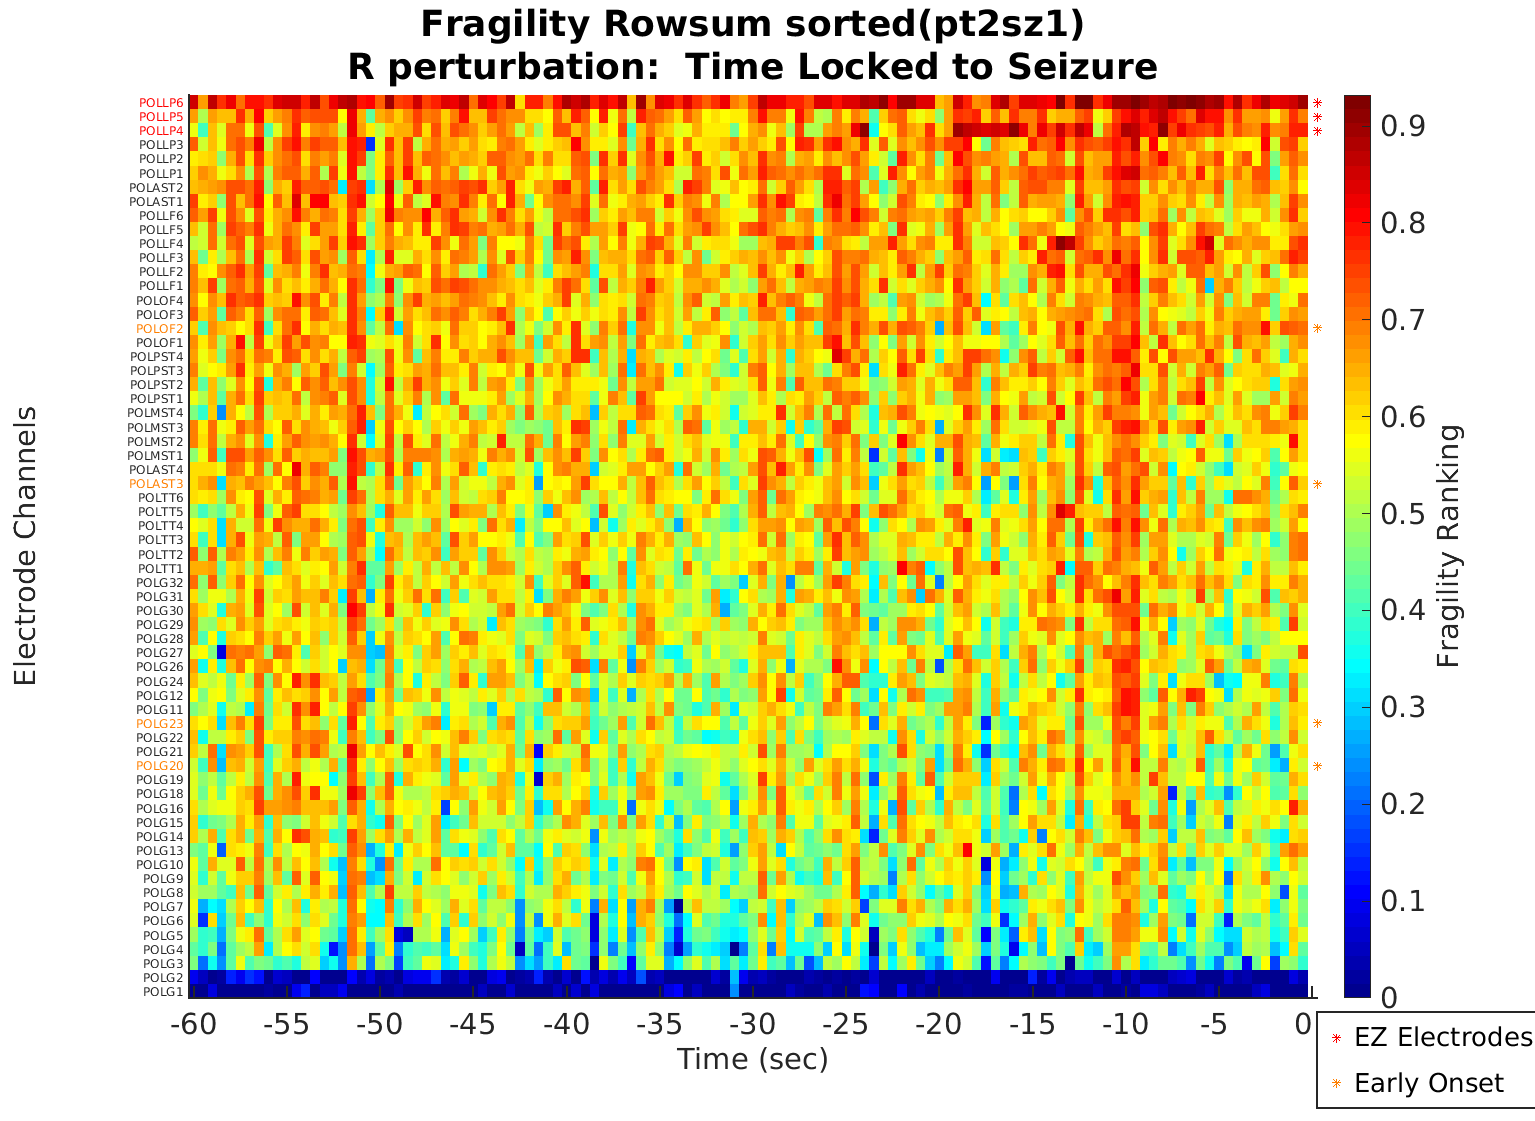 Fragility Rowsum sorted(pt2sz1)
R perturbation:  Time Locked to Seizure
Electrode Channels
POLLP6
POLLP5
POLLP4
POLLP3
POLLP2
POLLP1
POLAST2
POLAST1
POLLF6
POLLF5
POLLF4
POLLF3
POLLF2
POLLF1
POLOF4
POLOF3
POLOF2
POLOF1
POLPST4
POLPST3
POLPST2
POLPST1
POLMST4
POLMST3
POLMST2
POLMST1
POLAST4
POLAST3
POLTT6
POLTT5
POLTT4
POLTT3
POLTT2
POLTT1
POLG32
POLG31
POLG30
POLG29
POLG28
POLG27
POLG26
POLG24
POLG12
POLG11
POLG23
POLG22
POLG21
POLG20
POLG19
POLG18
POLG16
POLG15
POLG14
POLG13
POLG10
POLG9
POLG8
POLG7
POLG6
POLG5
POLG4
POLG3
POLG2
POLG1
-60 -55 -50 -45 -40 -35 -30 -25 -20 -15 -10 -5 0
Time (sec)
0.9
0.8
0.7
0.6
0.5
0.4
0.3
0.2
0.1
0
Fragility Ranking
EZ Electrodes
Early Onset